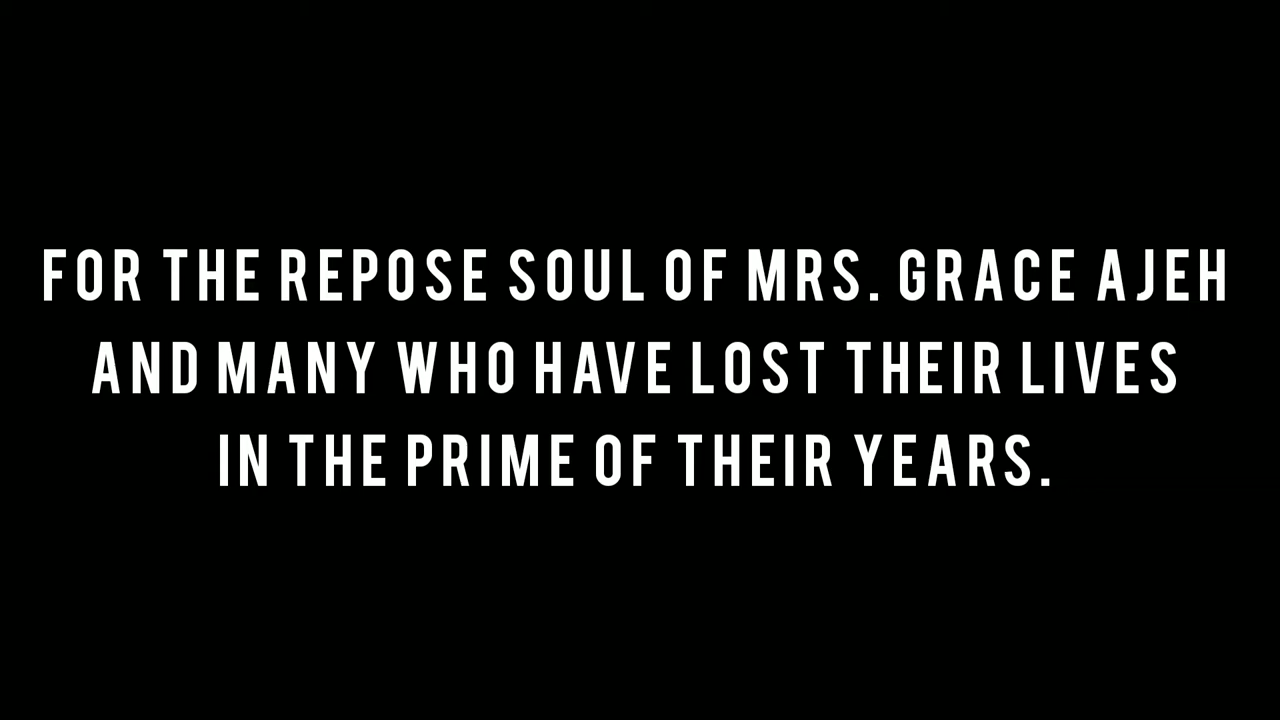 FOR THE REPOSE SOUL OF MRS. GRACE AJEH
AND MANY WHO HAVE LOST THEIR LIVES
IN THE PRIME OF THEIR YEARS.